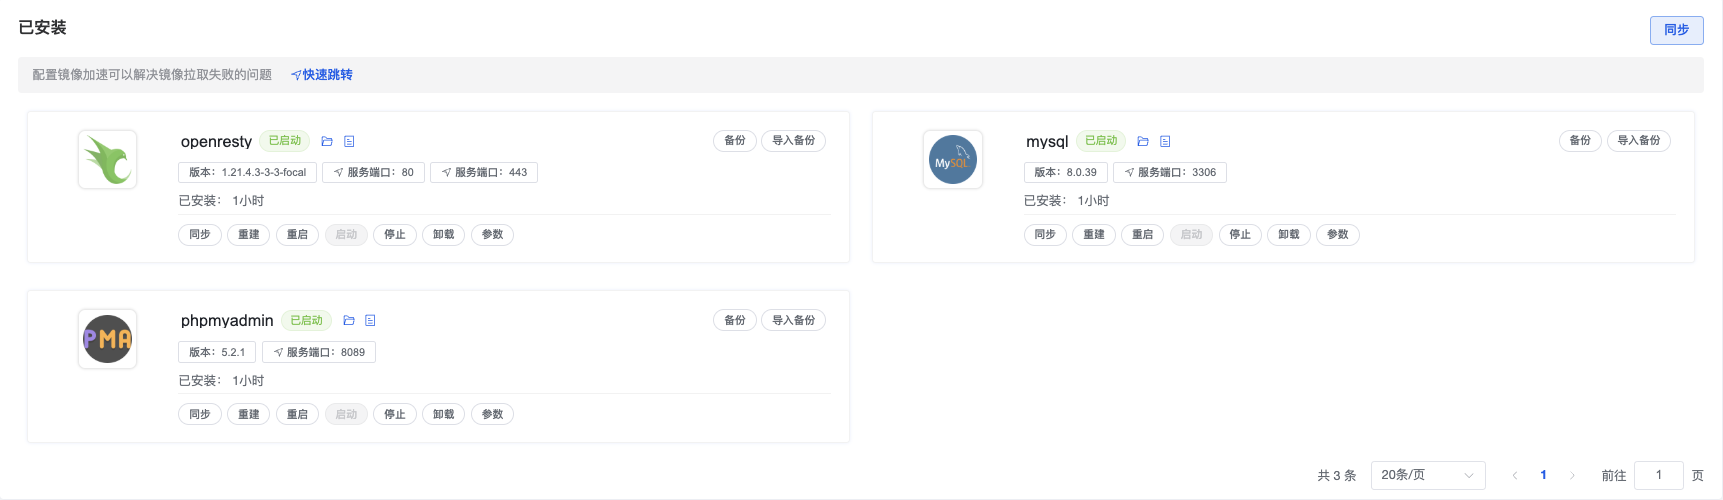 已安装
同步
配置镜像加速可以解决镜像拉取失败的问题 快速跳转
openresty 已启动 备份 导入备份
版本：1.21.4.3-3-3-focal 服务端口：80 服务端口：443
已安装： 1小时
同步 重建 重启 启动 停止 卸载 参数
MySQL
mysql 已启动 备份 导入备份
版本：8.0.39 服务端口：3306
已安装： 1小时
同步 重建 重启 启动 停止 卸载 参数
PMA
phpmyadmin 已启动 备份 导入备份
版本：5.2.1 服务端口：8089
已安装： 1小时
同步 重建 重启 启动 停止 卸载 参数
共 3 条 20条/页 1 前往 1 页